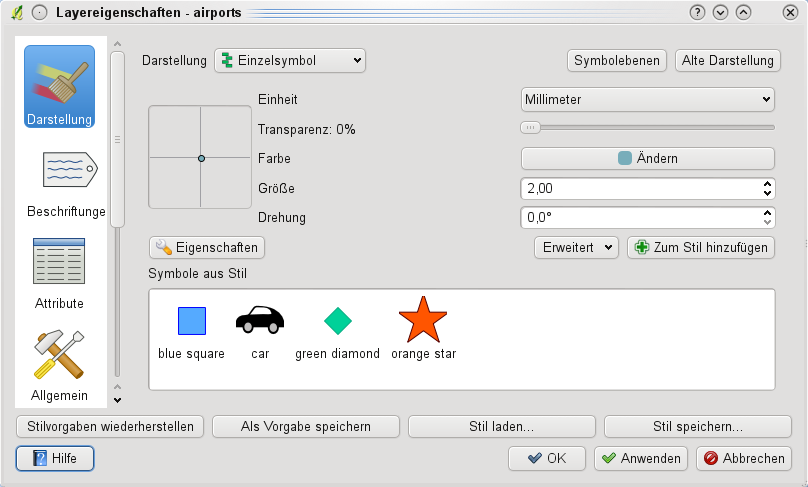 Layereigenschaften - airports
Darstellung
Beschriftunge
Attribute
Allgemein
Darstellung Einzelsymbol Symbolebenen Alte Darstellung
Einheit Millimeter
Transparenz: 0%
Farbe Ändern
Größe 2,00
Drehung 0,0°
Eigenschaften Erweitert Zum Stil hinzufügen
Symbole aus Stil
blue square car green diamond orange star
Stilvorgaben wiederherstellen Als Vorgabe speichern Stil laden... Stil speichern...
Hilfe OK Anwenden Abbrechen